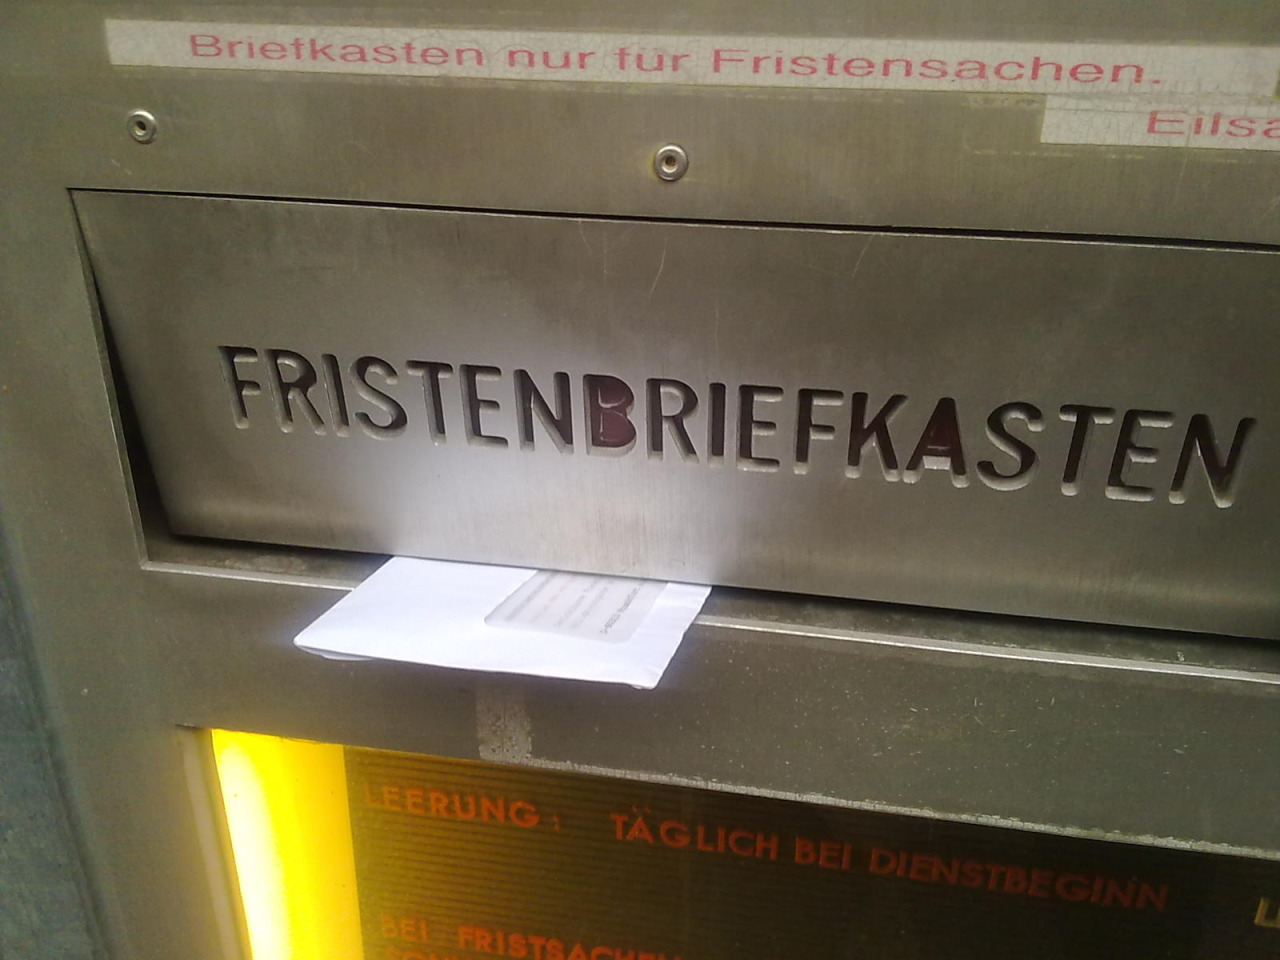 Briefkasten nur für Fristensachen.
Eilsa
FRISTENBRIEFKASTEN
LEERUNG : TÄGLICH BEI DIENSTBEGINN
BEI FRISTSACHEN